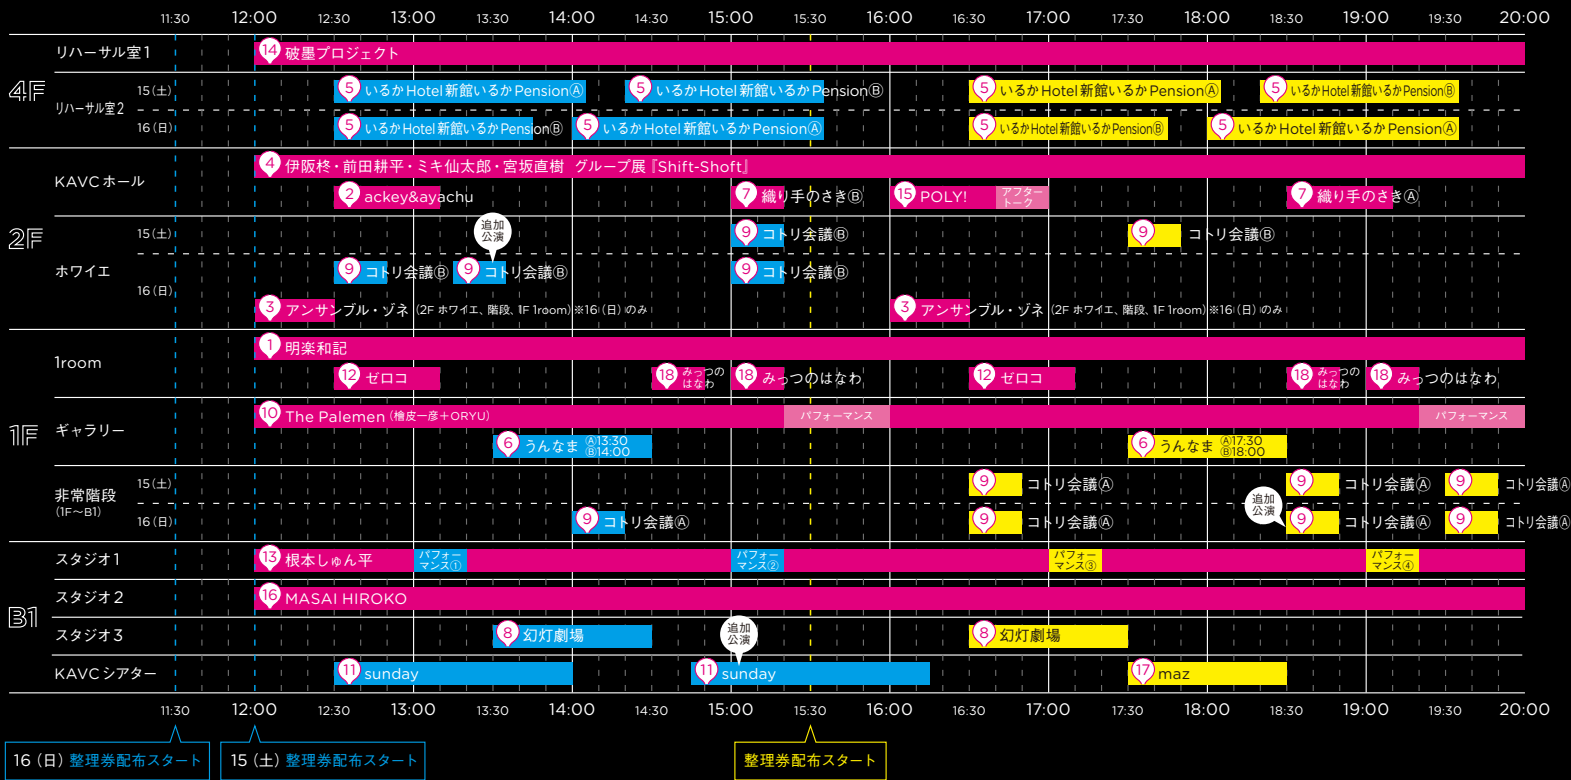 11:30 12:00 12:30 13:00 13:30 14:00 14:30 15:00 15:30 16:00 16:30 17:00 17:30 18:00 18:30 19:00 19:30 20:00
4F
リハーサル室1
14 破墨プロジェクト
リハーサル室2
15(土)
5 いるかHotel新館いるかPensionⒶ
5 いるかHotel新館いるかPensionⒷ
5 いるかHotel新館いるかPensionⒶ
5 いるかHotel新館いるかPensionⒷ
16(日)
5 いるかHotel新館いるかPensionⒷ
5 いるかHotel新館いるかPensionⒶ
5 いるかHotel新館いるかPensionⒷ
5 いるかHotel新館いるかPensionⒶ
2F
KAVCホール
4 伊阪柊・前田耕平・ミキ仙太郎・宮坂直樹 グループ展『Shift-Shoft』
2 ackey&ayachu
7 織り手のさきⒷ
15 POLY!
アフター
トーク
7 織り手のさきⒶ
ホワイエ
15(土)
追加
公演
9 コトリ会議Ⓑ
9 コトリ会議Ⓑ
16(日)
9 コトリ会議Ⓑ
9 コトリ会議Ⓑ
9 コトリ会議Ⓑ
3 アンサンブル・ゾネ(2F ホワイエ、階段、1F 1room)※16(日)のみ
3 アンサンブル・ゾネ(2F ホワイエ、階段、1F 1room)※16(日)のみ
1F
1room
1 明楽和記
12 ゼロコ
18 みっつの
はなわ
18 みっつのはなわ
12 ゼロコ
18 みっつの
はなわ
18 みっつのはなわ
ギャラリー
10 The Palemen(檜皮一彦+ORYU)
パフォーマンス
パフォーマンス
6 うんなま Ⓐ13:30
Ⓑ14:00
6 うんなま Ⓐ17:30
Ⓑ18:00
非常階段
(1F〜B1)
15(土)
9 コトリ会議Ⓐ
9 コトリ会議Ⓐ
9 コトリ会議Ⓐ
16(日)
9 コトリ会議Ⓐ
9 コトリ会議Ⓐ
追加
公演
9 コトリ会議Ⓐ
9 コトリ会議Ⓐ
B1
スタジオ1
13 根本しゅん平
パフォー
マンス①
パフォー
マンス②
パフォー
マンス③
パフォー
マンス④
スタジオ2
16 MASAI HIROKO
スタジオ3
8 幻灯劇場
追加
公演
8 幻灯劇場
KAVCシアター
11 sunday
11 sunday
17 maz
11:30 12:00 12:30 13:00 13:30 14:00 14:30 15:00 15:30 16:00 16:30 17:00 17:30 18:00 18:30 19:00 19:30 20:00
16(日)整理券配布スタート
15(土)整理券配布スタート
整理券配布スタート